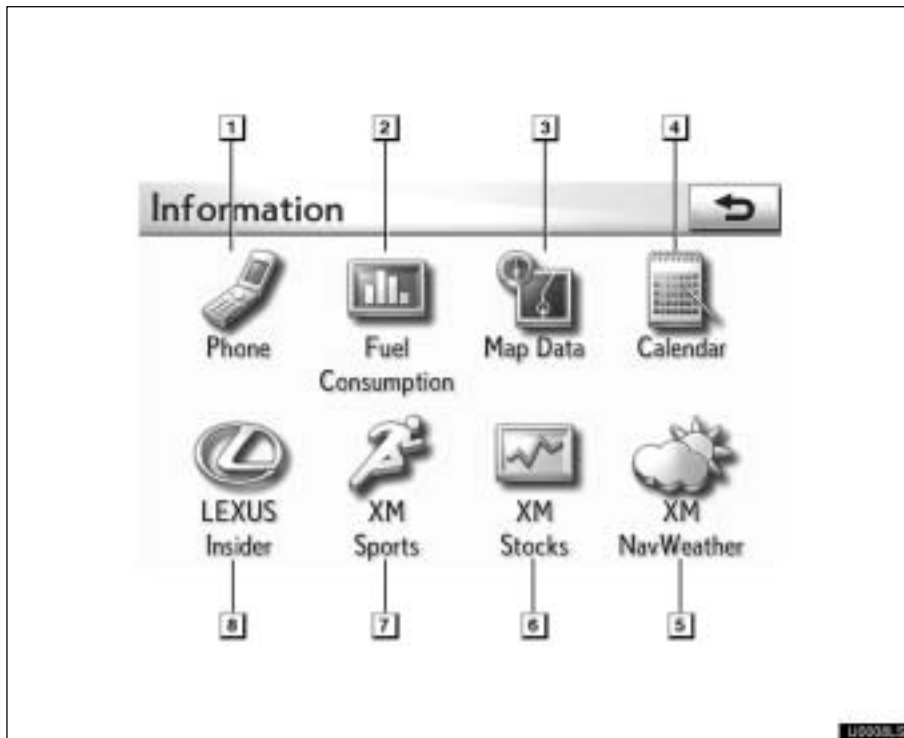 1 2 3 4
Information
Phone Fuel Consumption Map Data Calendar
LEXUS Insider XM Sports XM Stocks XM NavWeather
8 7 6 5